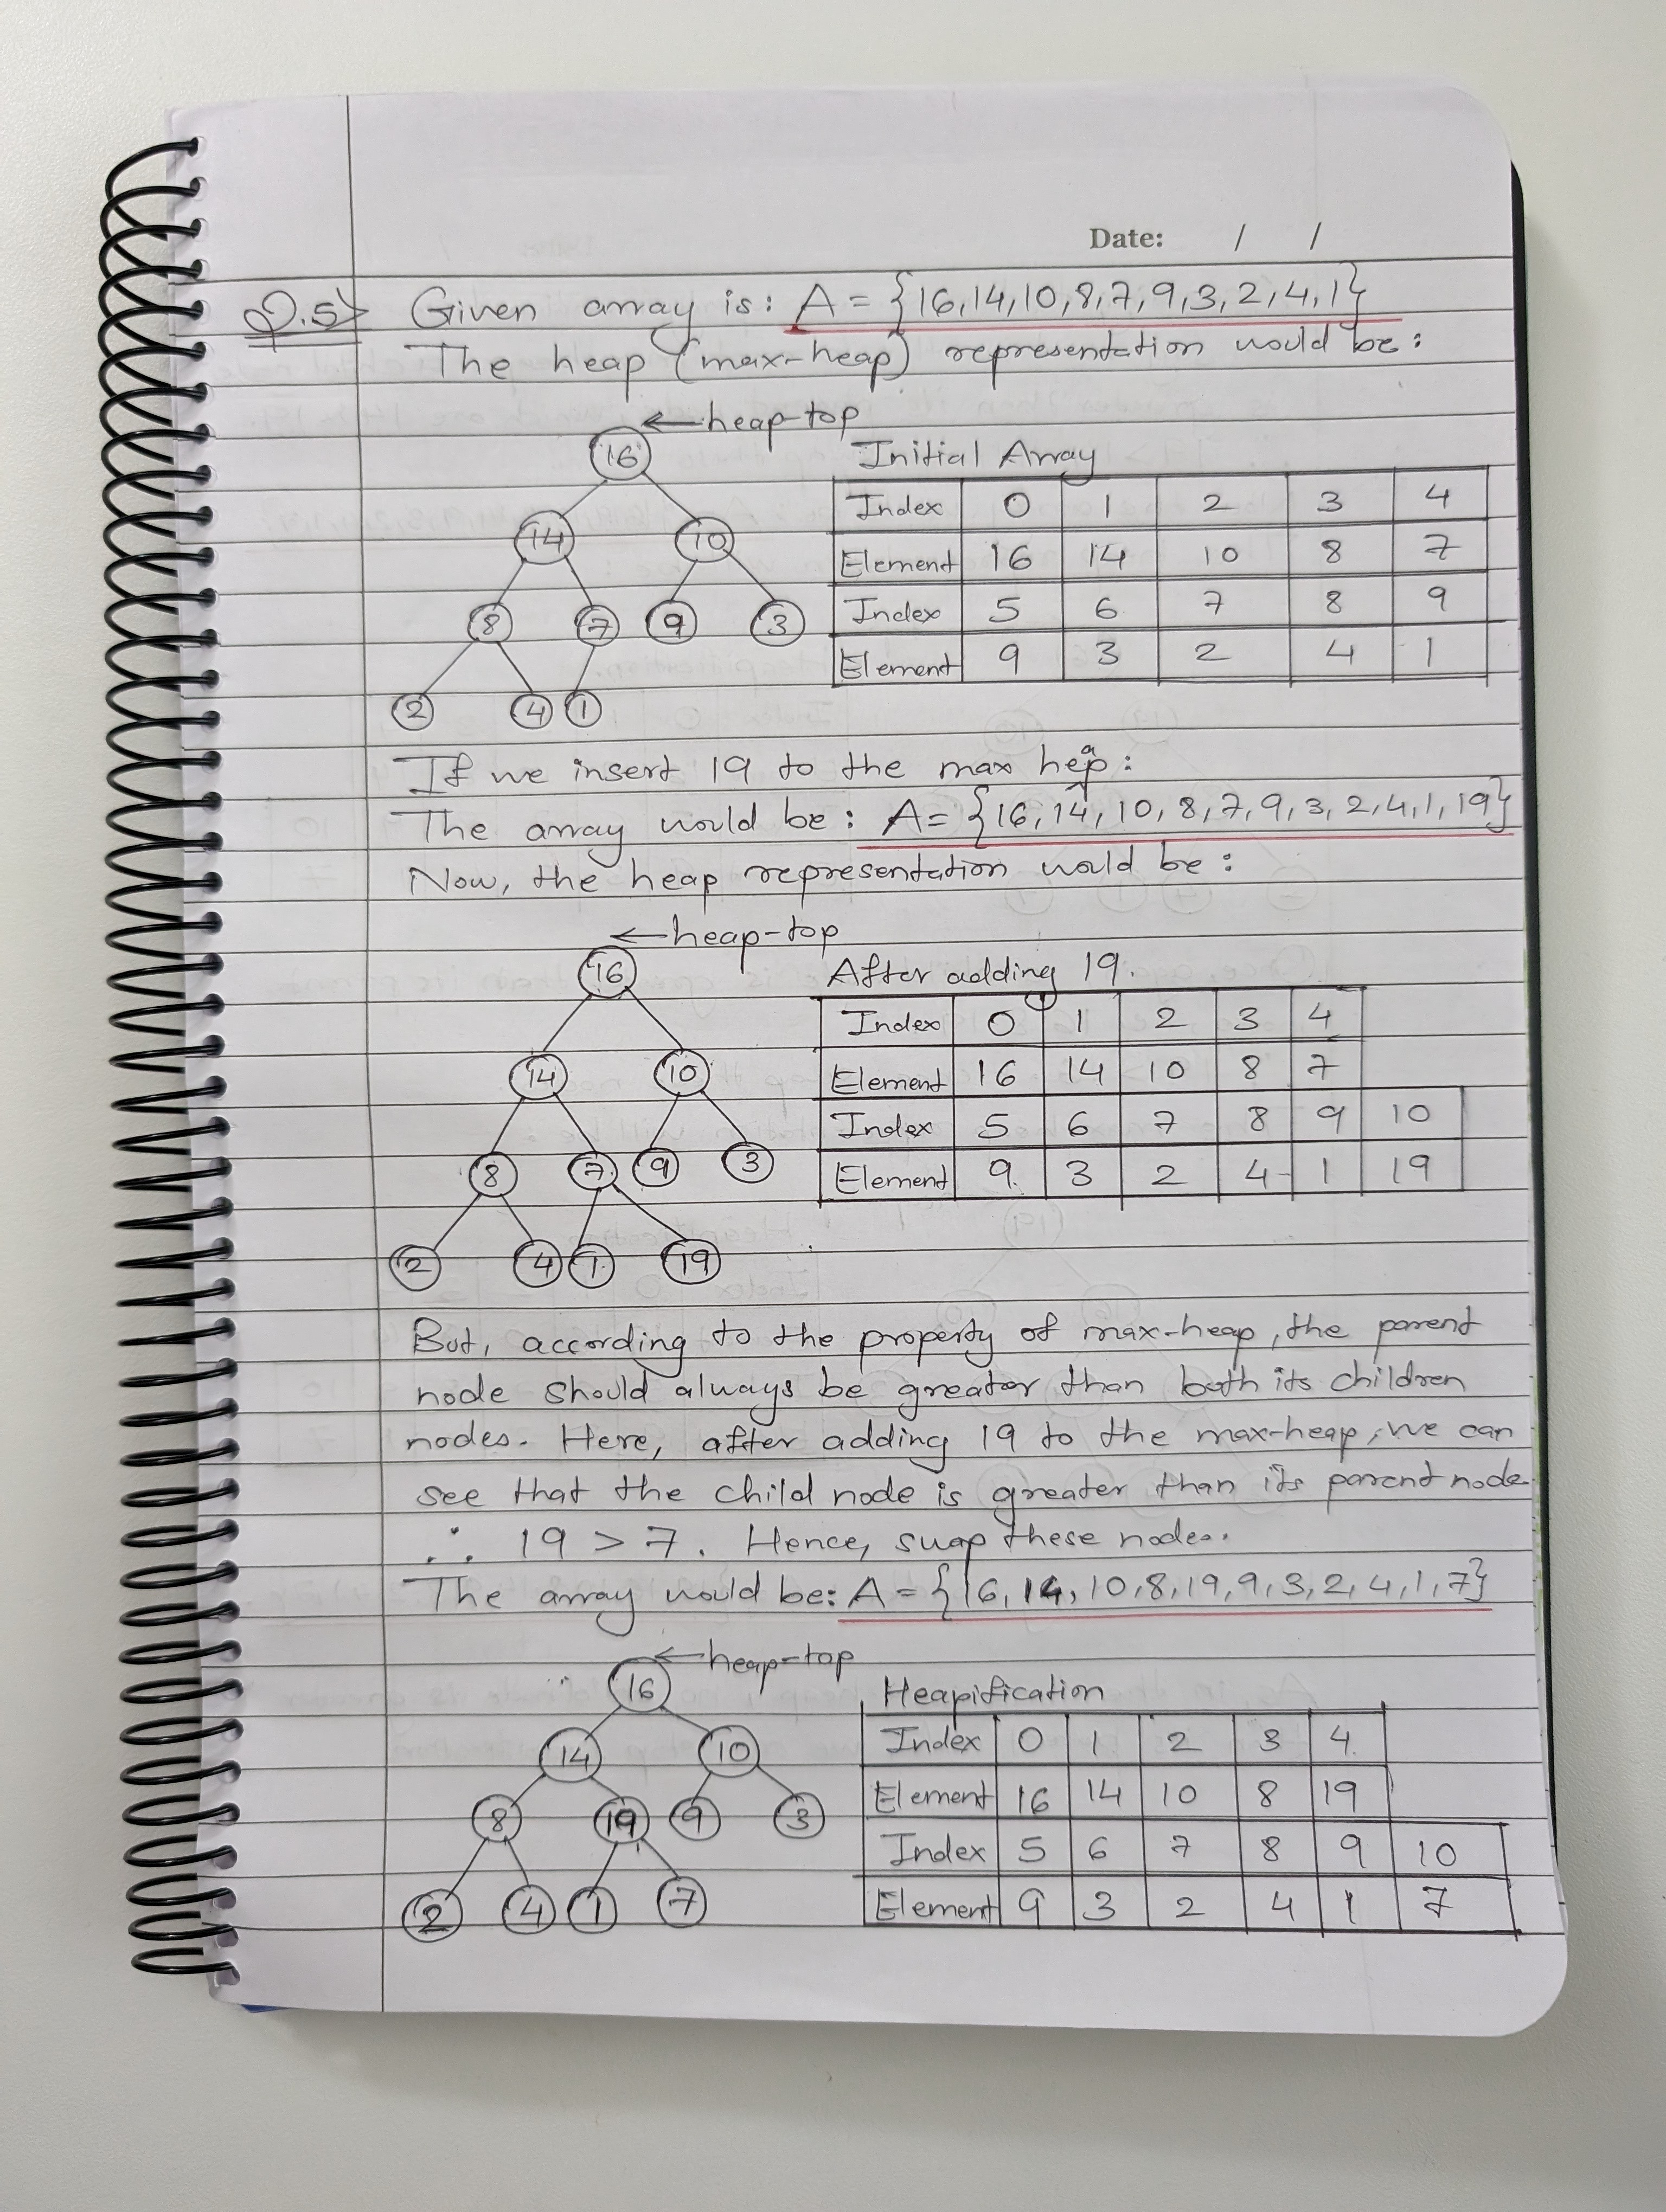 Date: / /
Q.5> Given array is: A = {16,14,10,8,7,9,3,2,4,1}
The heap (max-heap) representation would be:
← heap-top
16
14 10
8 7 9 3
2 4 1
Initial Array
Index 0 1 2 3 4
Element 16 14 10 8 7
Index 5 6 7 8 9
Element 9 3 2 4 1
If we insert 19 to the max heap:
The array would be: A= {16,14,10,8,7,9,3,2,4,1,19}
Now, the heap representation would be:
← heap-top
16
14 10
8 7 9 3
2 4 1 19
After adding 19.
Index 0 1 2 3 4
Element 16 14 10 8 7
Index 5 6 7 8 9 10
Element 9 3 2 4 1 19
But, according to the property of max-heap, the parent
node should always be greater than both its children
nodes. Here, after adding 19 to the max-heap, we can
see that the child node is greater than its parent node.
∴ 19 > 7. Hence, swap these nodes.
The array would be: A = {16,14,10,8,19,9,3,2,4,1,7}
← heap-top
16
14 10
8 19 9 3
2 4 1 7
Heapification
Index 0 1 2 3 4
Element 16 14 10 8 19
Index 5 6 7 8 9 10
Element 9 3 2 4 1 7